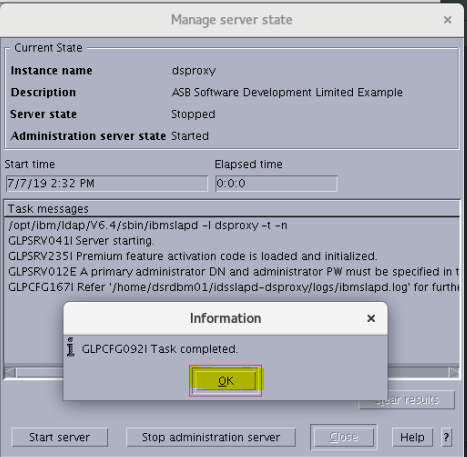 Manage server state
Current State
Instance name dsproxy
Description ASB Software Development Limited Example
Server state Stopped
Administration server state Started
Start time Elapsed time
7/7/19 2:32 PM 0:0:0
Task messages
/opt/ibm/ldap/V6.4/sbin/ibmslapd -I dsproxy -t -n
GLPSRV041I Server starting.
GLPSRV235I Premium feature activation code is loaded and initialized.
GLPSRV012E A primary administrator DN and administrator PW must be specified in t
GLPCFG167I Refer '/home/dsrdbm01/idsslapd-dsproxy/logs/ibmslapd.log' for furthe
Information
GLPCFG092I Task completed.
OK
Clear results
Start server Stop administration server Close Help ?